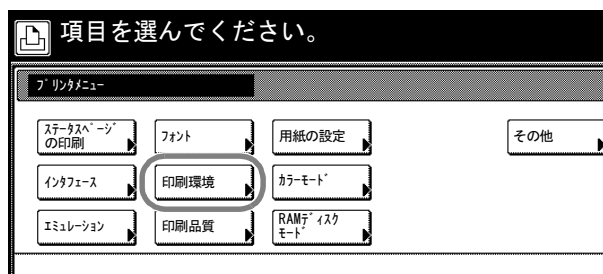 項目を選んでください。
ﾌﾟﾘﾝﾀﾒﾆｭｰ
ｽﾃｰﾀｽﾍﾟｰｼﾞ
の印刷
ﾌｫﾝﾄ
用紙の設定
その他
ｲﾝﾀﾌｪｰｽ
印刷環境
ｶﾗｰﾓｰﾄﾞ
ｴﾐｭﾚｰｼｮﾝ
印刷品質
RAMﾃﾞｨｽｸ
ﾓｰﾄﾞ